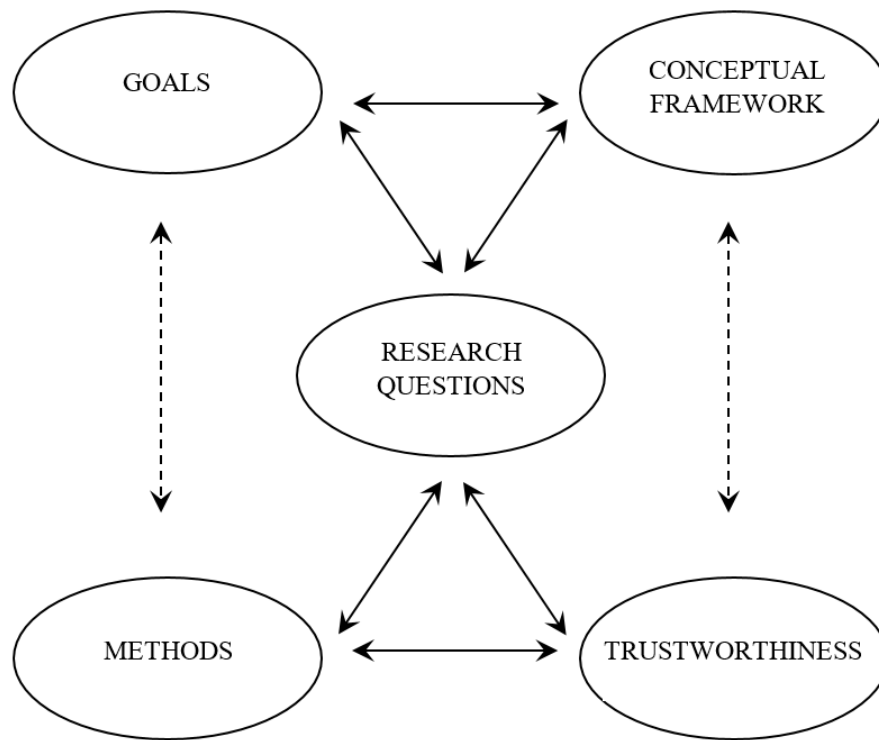 GOALS
CONCEPTUAL
FRAMEWORK
RESEARCH
QUESTIONS
METHODS
TRUSTWORTHINESS